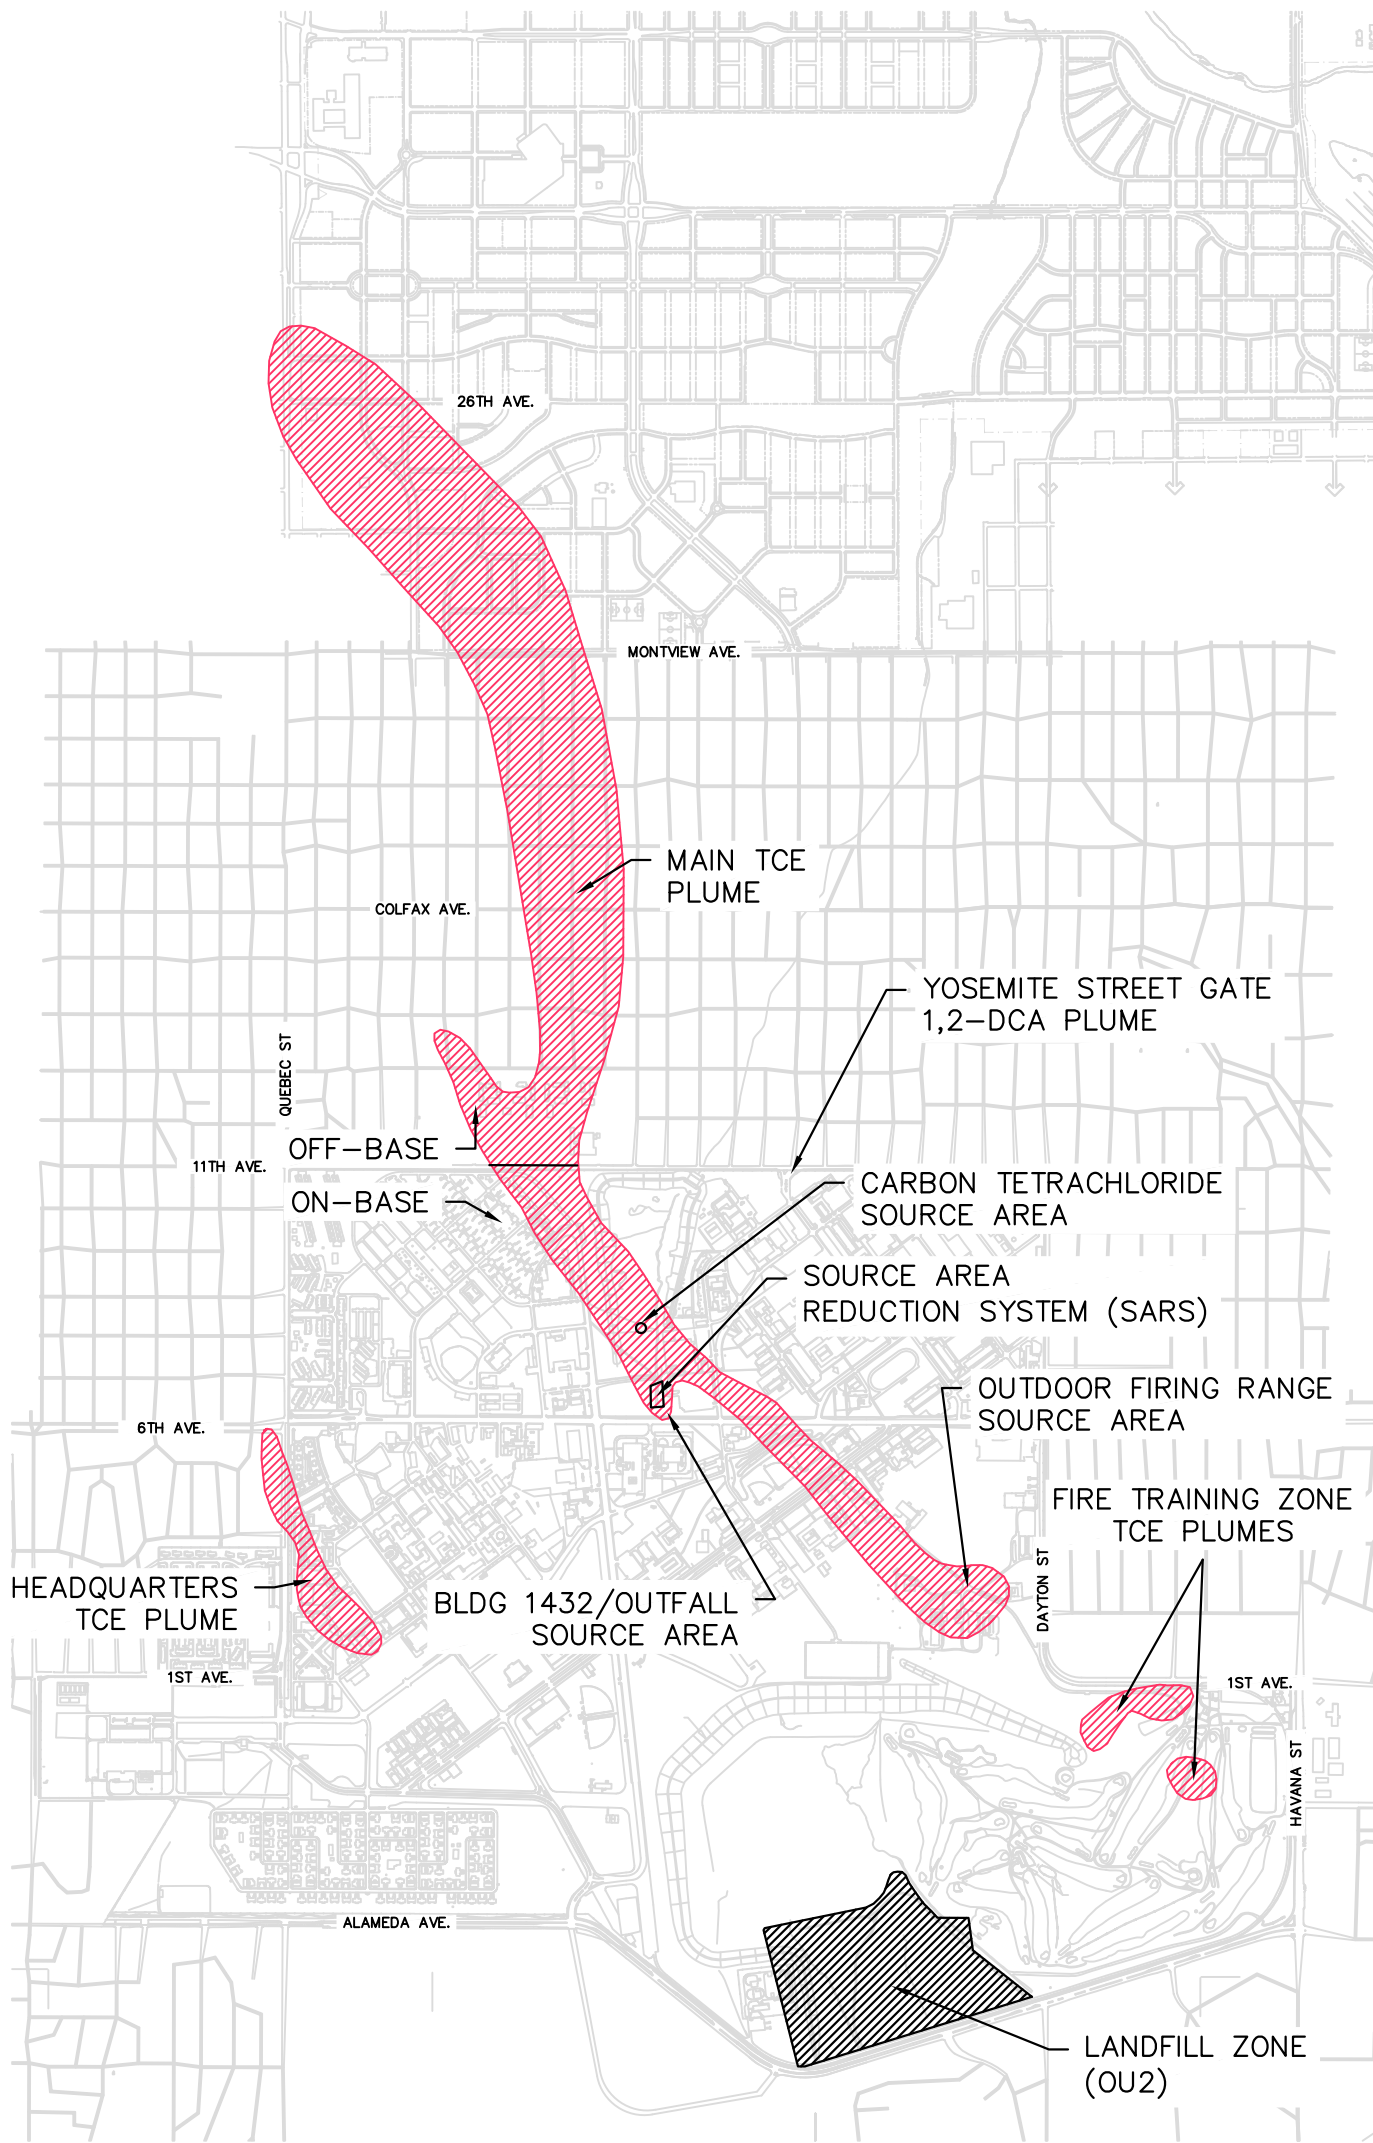 26TH AVE.
MONTVIEW AVE.
MAIN TCE
PLUME
COLFAX AVE.
YOSEMITE STREET GATE
1,2-DCA PLUME
QUEBEC ST
OFF-BASE
11TH AVE.
CARBON TETRACHLORIDE
SOURCE AREA
ON-BASE
SOURCE AREA
REDUCTION SYSTEM (SARS)
OUTDOOR FIRING RANGE
SOURCE AREA
6TH AVE.
FIRE TRAINING ZONE
TCE PLUMES
HEADQUARTERS
TCE PLUME
BLDG 1432/OUTFALL
SOURCE AREA
DAYTON ST
1ST AVE.
1ST AVE.
HAVANA ST
ALAMEDA AVE.
LANDFILL ZONE
(OU2)